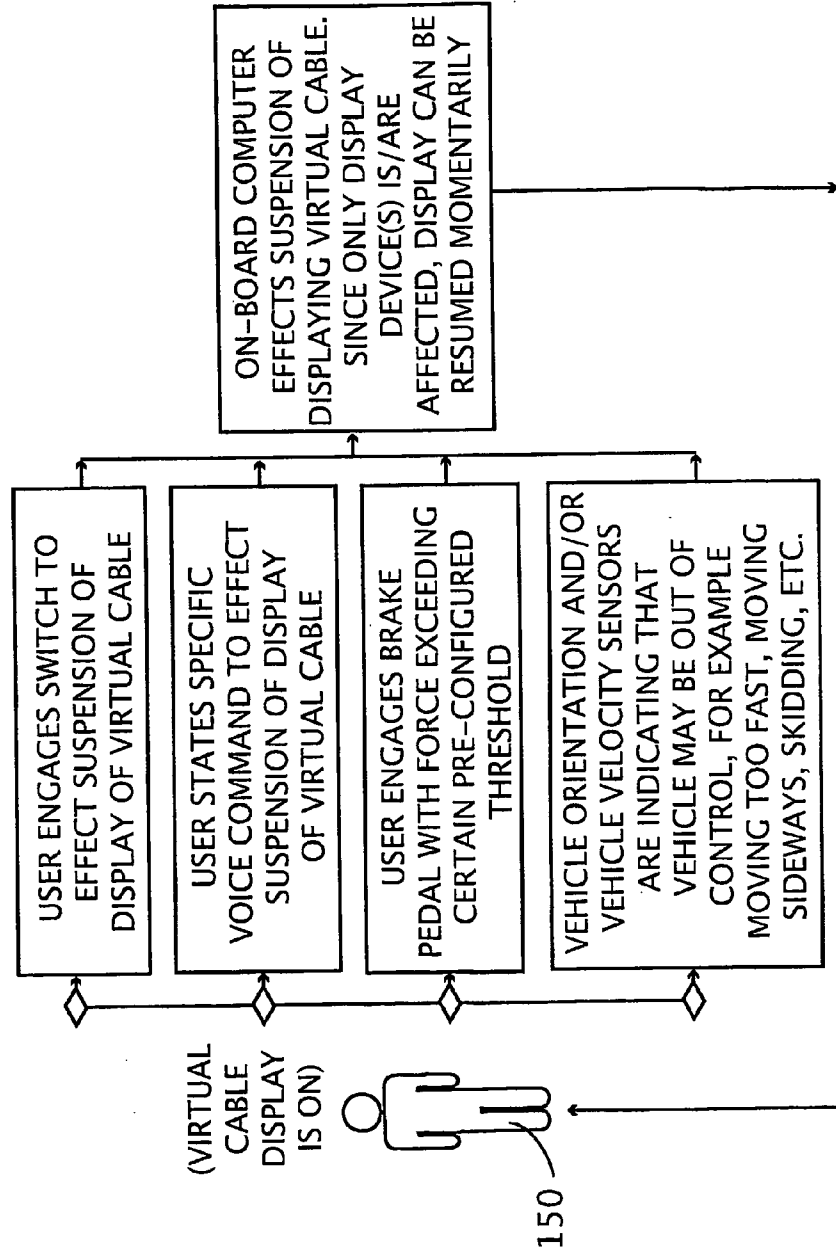 (VIRTUAL
CABLE
DISPLAY
IS ON)
150
USER ENGAGES SWITCH TO
EFFECT SUSPENSION OF
DISPLAY OF VIRTUAL CABLE
USER STATES SPECIFIC
VOICE COMMAND TO EFFECT
SUSPENSION OF DISPLAY
OF VIRTUAL CABLE
USER ENGAGES BRAKE
PEDAL WITH FORCE EXCEEDING
CERTAIN PRE-CONFIGURED
THRESHOLD
VEHICLE ORIENTATION AND/OR
VEHICLE VELOCITY SENSORS
ARE INDICATING THAT
VEHICLE MAY BE OUT OF
CONTROL, FOR EXAMPLE
MOVING TOO FAST, MOVING
SIDEWAYS, SKIDDING, ETC.
ON-BOARD COMPUTER
EFFECTS SUSPENSION OF
DISPLAYING VIRTUAL CABLE.
SINCE ONLY DISPLAY
DEVICE(S) IS/ARE
AFFECTED, DISPLAY CAN BE
RESUMED MOMENTARILY